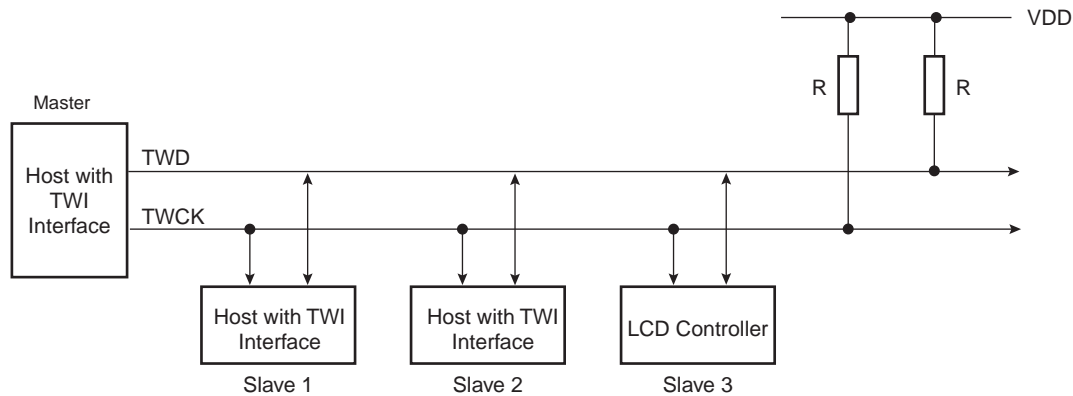 VDD
R
R
Master
Host with
TWI
Interface
TWD
TWCK
Host with TWI
Interface
Slave 1
Host with TWI
Interface
Slave 2
LCD Controller
Slave 3